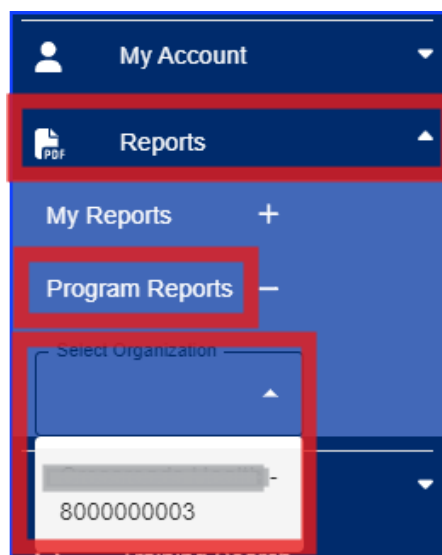 My Account
PDF
Reports
My Reports +
Program Reports −
Select Organization
-
8000000003